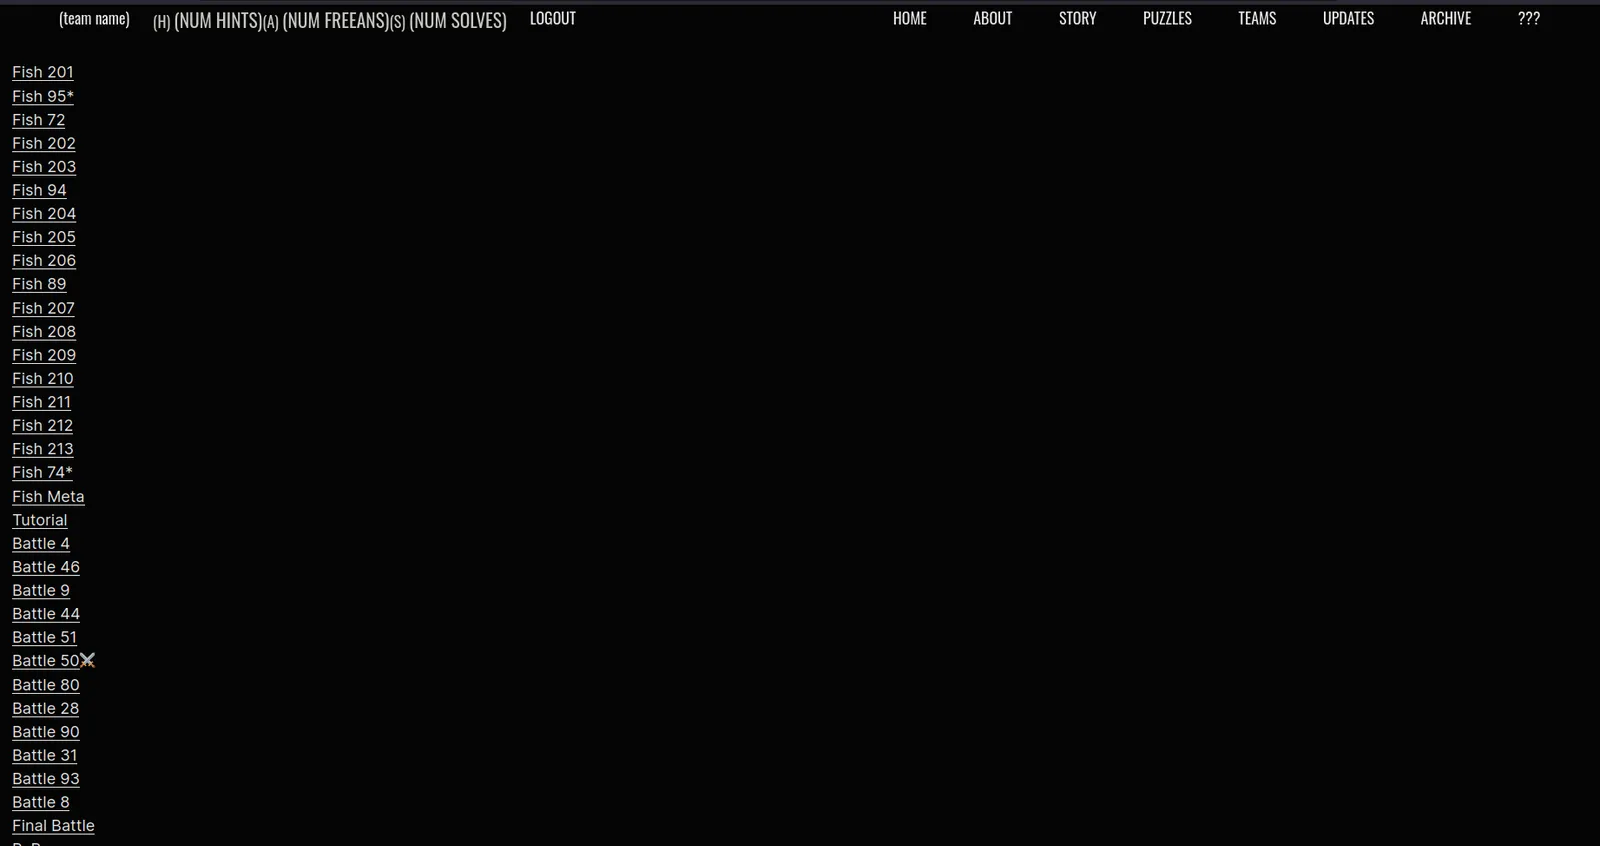 (team name) (H) (NUM HINTS)(A) (NUM FREEANS)(S) (NUM SOLVES) LOGOUT HOME ABOUT STORY PUZZLES TEAMS UPDATES ARCHIVE ???
Fish 201
Fish 95*
Fish 72
Fish 202
Fish 203
Fish 94
Fish 204
Fish 205
Fish 206
Fish 89
Fish 207
Fish 208
Fish 209
Fish 210
Fish 211
Fish 212
Fish 213
Fish 74*
Fish Meta
Tutorial
Battle 4
Battle 46
Battle 9
Battle 44
Battle 51
Battle 50⚔️
Battle 80
Battle 28
Battle 90
Battle 31
Battle 93
Battle 8
Final Battle